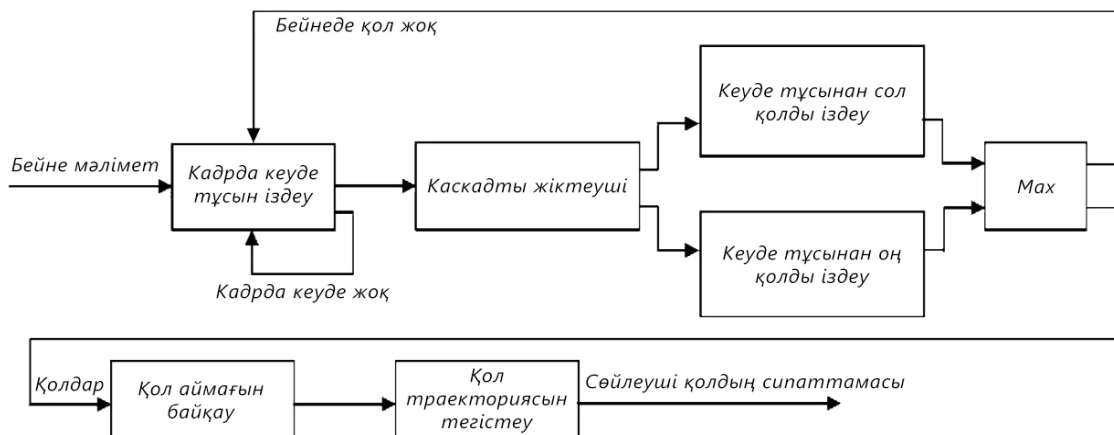 Бейнеде қол жоқ
Кеуде тұсынан сол
қолды іздеу
Бейне мәлімет
Кадрда кеуде
тұсын іздеу
Каскадты жіктеуші
Max
Кеуде тұсынан оң
қолды іздеу
Кадрда кеуде жоқ
Қолдар
Қол аймағын
байқау
Қол
траекториясын
тегістеу
Сөйлеуші қолдың сипаттамасы